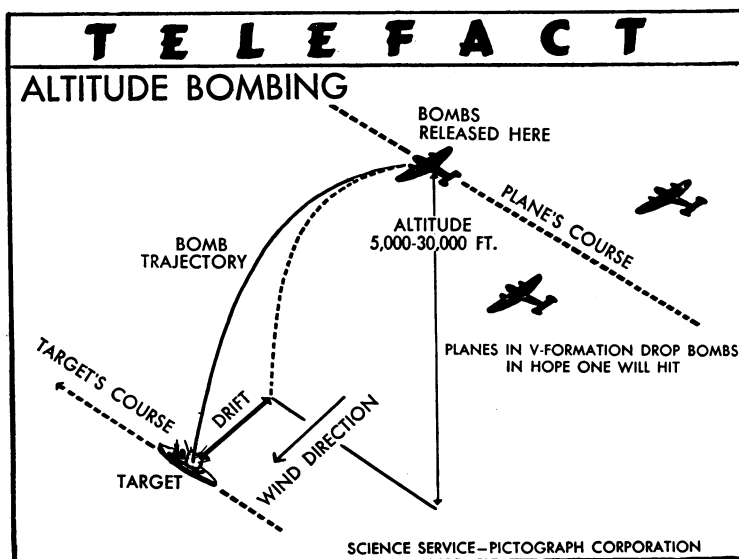 TELEFACT
ALTITUDE BOMBING
BOMBS
RELEASED HERE
PLANE'S COURSE
ALTITUDE
5,000-30,000 FT.
BOMB
TRAJECTORY
PLANES IN V-FORMATION DROP BOMBS
IN HOPE ONE WILL HIT
TARGET'S COURSE
DRIFT
WIND DIRECTION
TARGET
SCIENCE SERVICE—PICTOGRAPH CORPORATION